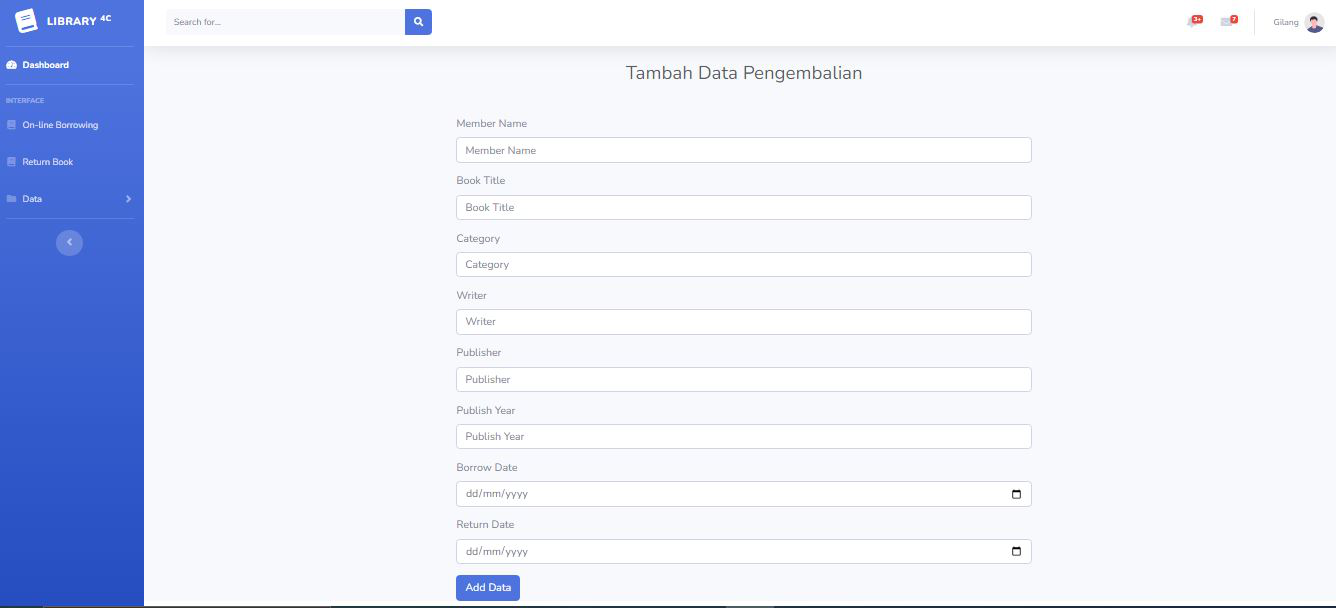 LIBRARY 4C
Search for...
3+
7
Gilang
Dashboard
INTERFACE
On-line Borrowing
Return Book
Data
Tambah Data Pengembalian
Member Name
Member Name
Book Title
Book Title
Category
Category
Writer
Writer
Publisher
Publisher
Publish Year
Publish Year
Borrow Date
dd/mm/yyyy
Return Date
dd/mm/yyyy
Add Data